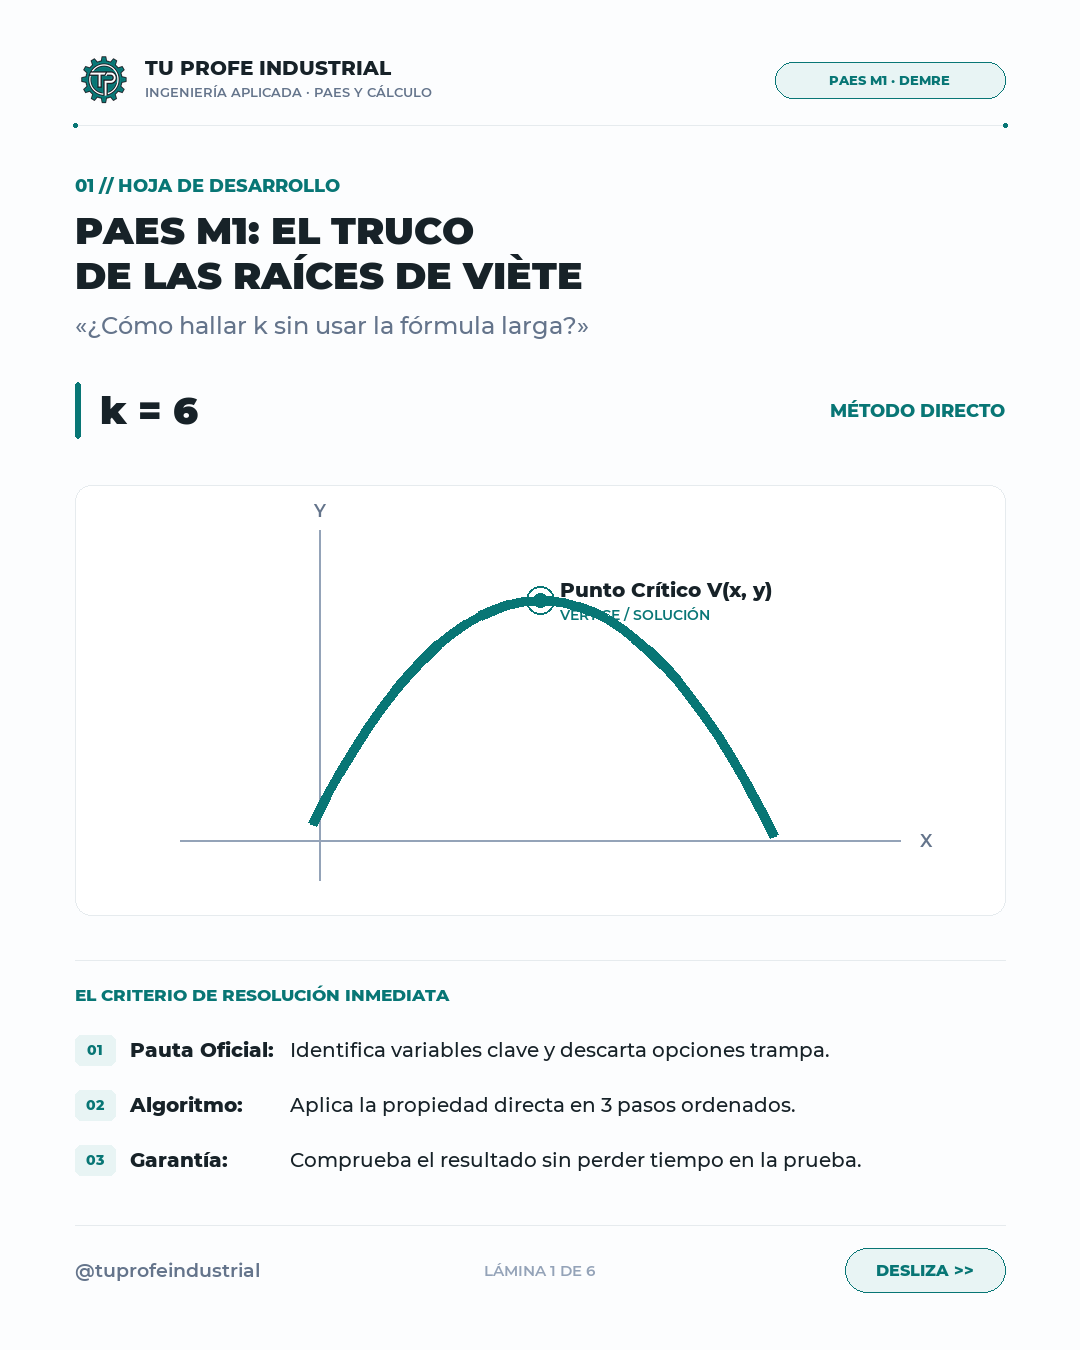 TP
TU PROFE INDUSTRIAL
INGENIERÍA APLICADA · PAES Y CÁLCULO
PAES M1 · DEMRE
01 // HOJA DE DESARROLLO
PAES M1: EL TRUCO
DE LAS RAÍCES DE VIÈTE
«¿Cómo hallar k sin usar la fórmula larga?»
k = 6
MÉTODO DIRECTO
Y
Punto Crítico V(x, y)
VÉRTICE / SOLUCIÓN
X
EL CRITERIO DE RESOLUCIÓN INMEDIATA
01 Pauta Oficial: Identifica variables clave y descarta opciones trampa.
02 Algoritmo: Aplica la propiedad directa en 3 pasos ordenados.
03 Garantía: Comprueba el resultado sin perder tiempo en la prueba.
@tuprofeindustrial
LÁMINA 1 DE 6
DESLIZA >>